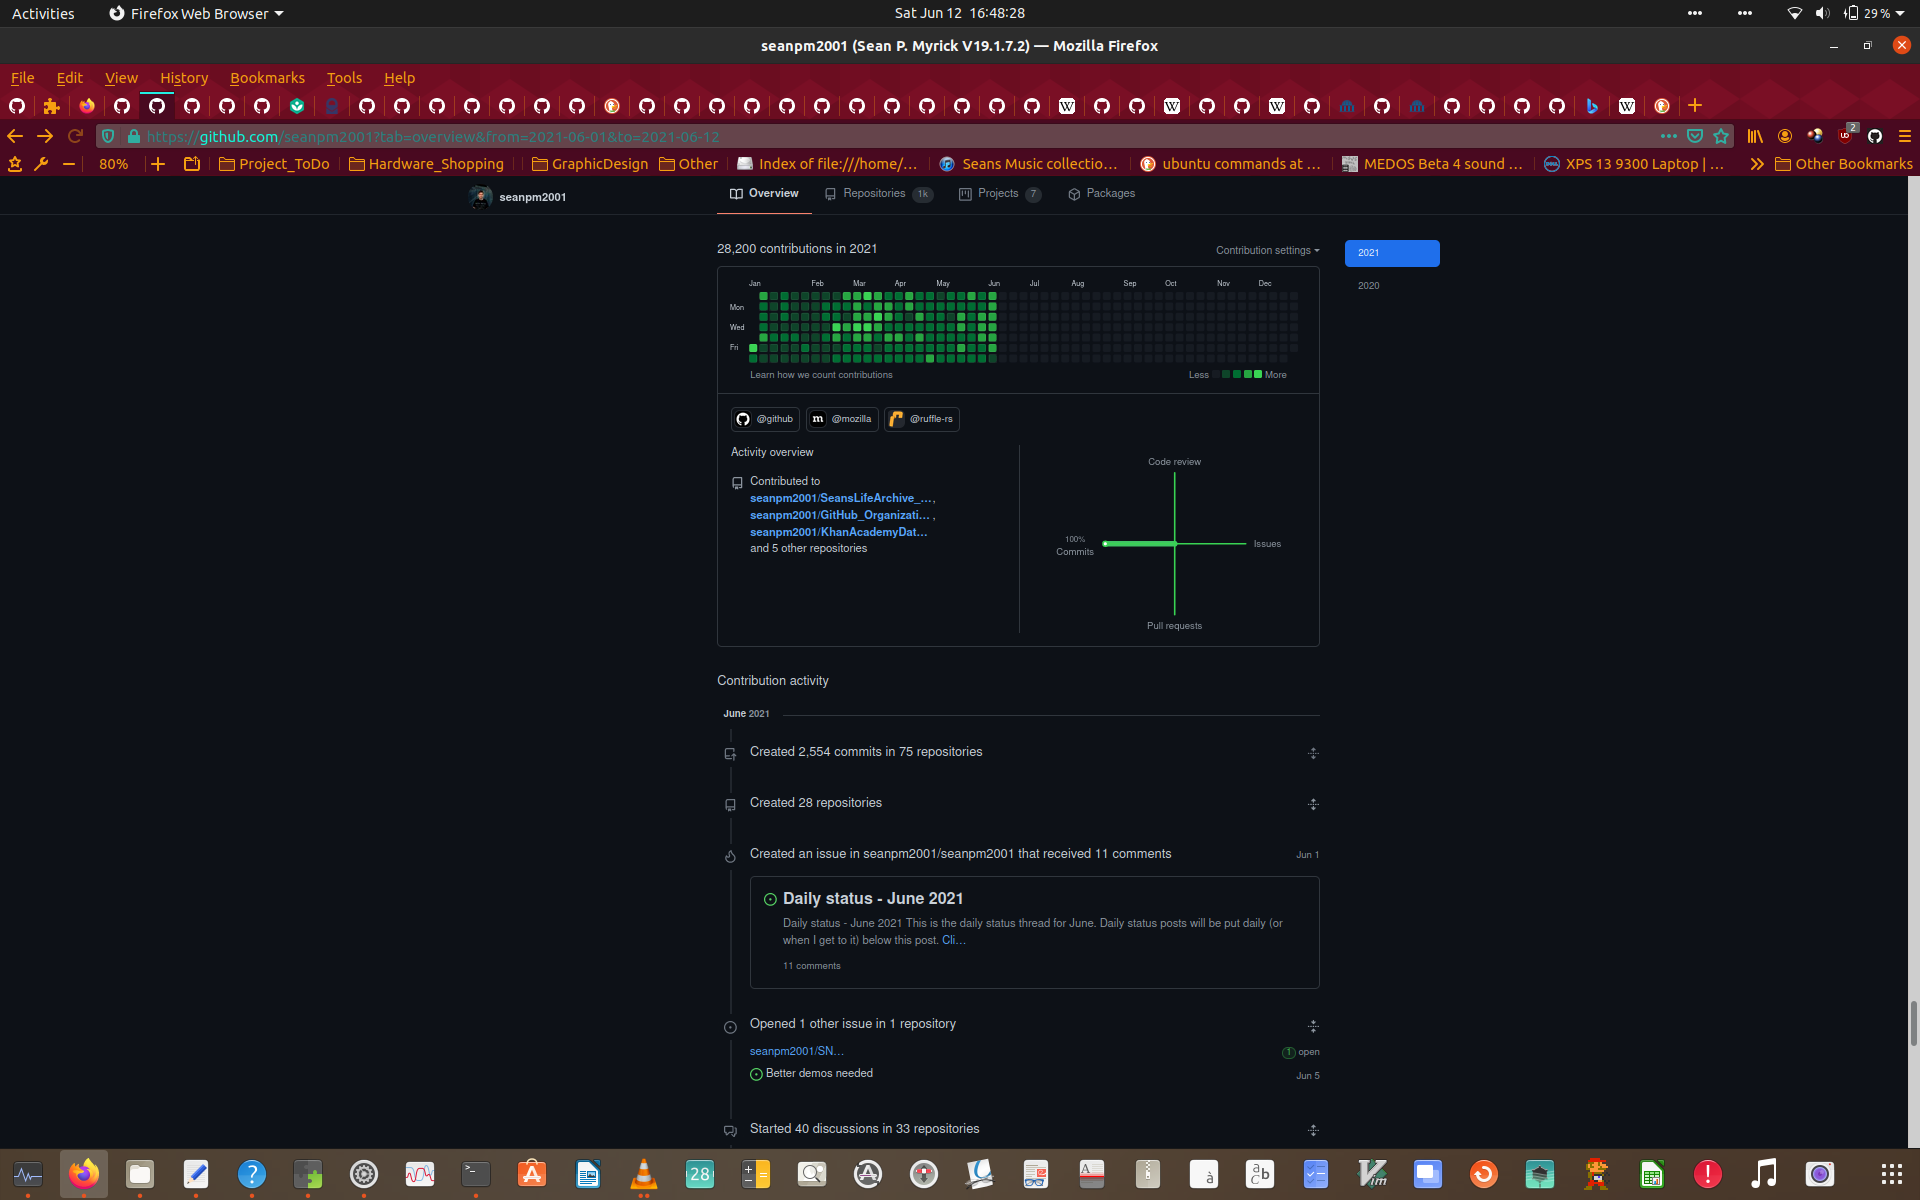 Activities
Firefox Web Browser
Sat Jun 12 16:48:28
29 %
seanpm2001 (Sean P. Myrick V19.1.7.2) — Mozilla Firefox
File Edit View History Bookmarks Tools Help
https://github.com/seanpm2001?tab=overview&from=2021-06-01&to=2021-06-12
2
80%
Project_ToDo
Hardware_Shopping
GraphicDesign
Other
Index of file:///home/…
Seans Music collectio…
ubuntu commands at …
MEDOS Beta 4 sound …
XPS 13 9300 Laptop | …
Other Bookmarks
seanpm2001
Overview
Repositories 1k
Projects 7
Packages
28,200 contributions in 2021
Contribution settings
2021
2020
Jan Feb Mar Apr May Jun Jul Aug Sep Oct Nov Dec
Mon
Wed
Fri
Learn how we count contributions
Less More
@github
@mozilla
@ruffle-rs
Activity overview
Contributed to
seanpm2001/SeansLifeArchive_…,
seanpm2001/GitHub_Organizati… ,
seanpm2001/KhanAcademyDat…
and 5 other repositories
Code review
100%
Commits
Issues
Pull requests
Contribution activity
June 2021
Created 2,554 commits in 75 repositories
Created 28 repositories
Created an issue in seanpm2001/seanpm2001 that received 11 comments
Jun 1
Daily status - June 2021
Daily status - June 2021 This is the daily status thread for June. Daily status posts will be put daily (or
when I get to it) below this post. Cli…
11 comments
Opened 1 other issue in 1 repository
seanpm2001/SN…
1 open
Better demos needed
Jun 5
Started 40 discussions in 33 repositories
28